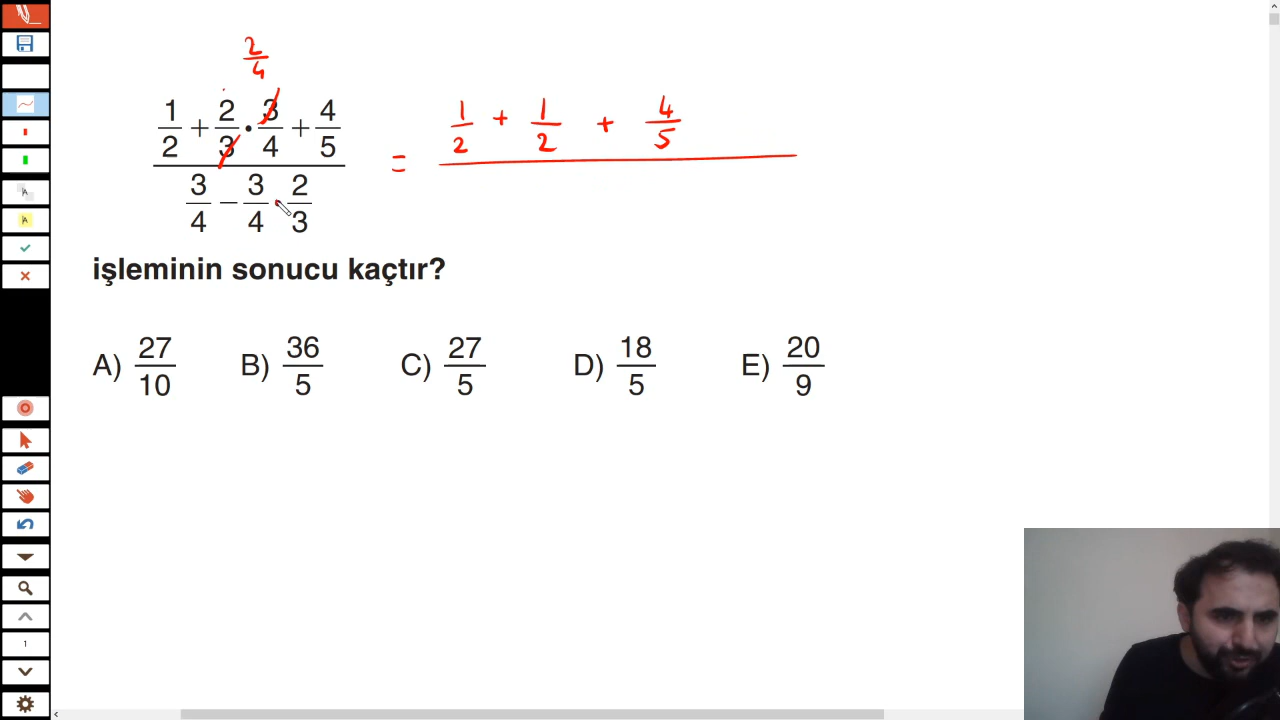 2/4
1/2 + 2/3 · 3/4 + 4/5
3/4 − 3/4 · 2/3
= 1/2 + 1/2 + 4/5
işleminin sonucu kaçtır?
A) 27/10 B) 36/5 C) 27/5 D) 18/5 E) 20/9
A
A
1